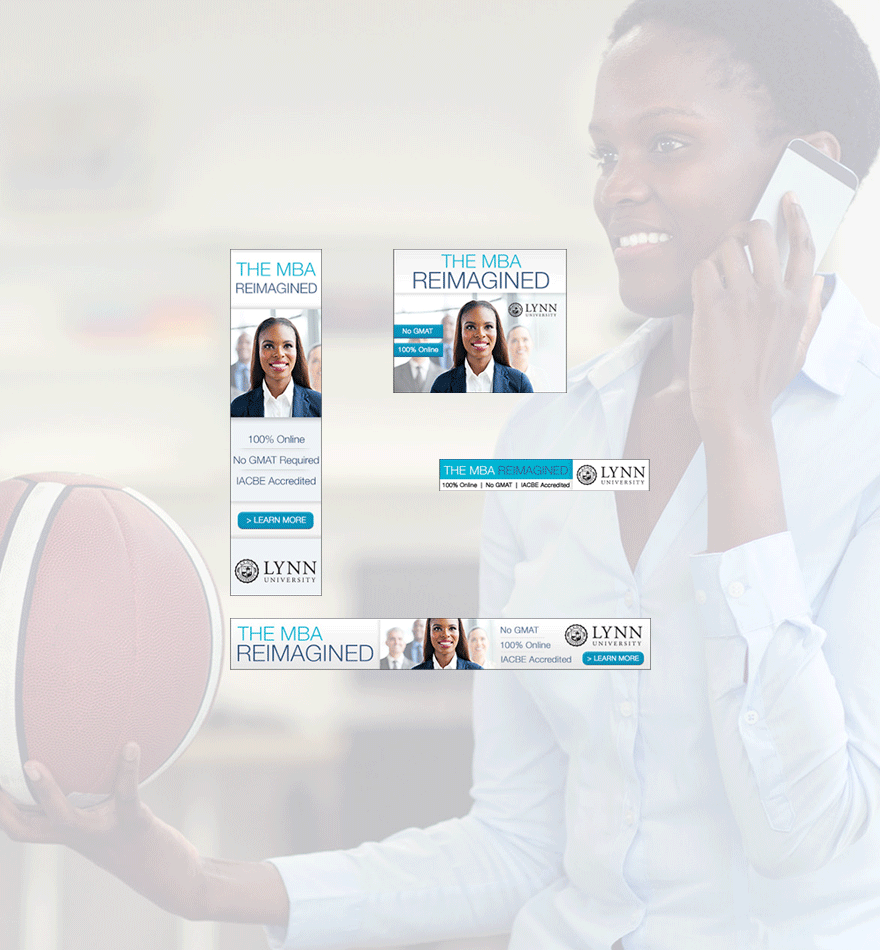 THE MBA
REIMAGINED
100% Online
No GMAT Required
IACBE Accredited
> LEARN MORE
LYNN
UNIVERSITY
THE MBA
REIMAGINED
LYNN
UNIVERSITY
No GMAT
100% Online
THE MBA REIMAGINED
100% Online | No GMAT | IACBE Accredited
LYNN
UNIVERSITY
THE MBA
REIMAGINED
No GMAT
100% Online
IACBE Accredited
LYNN
UNIVERSITY
> LEARN MORE